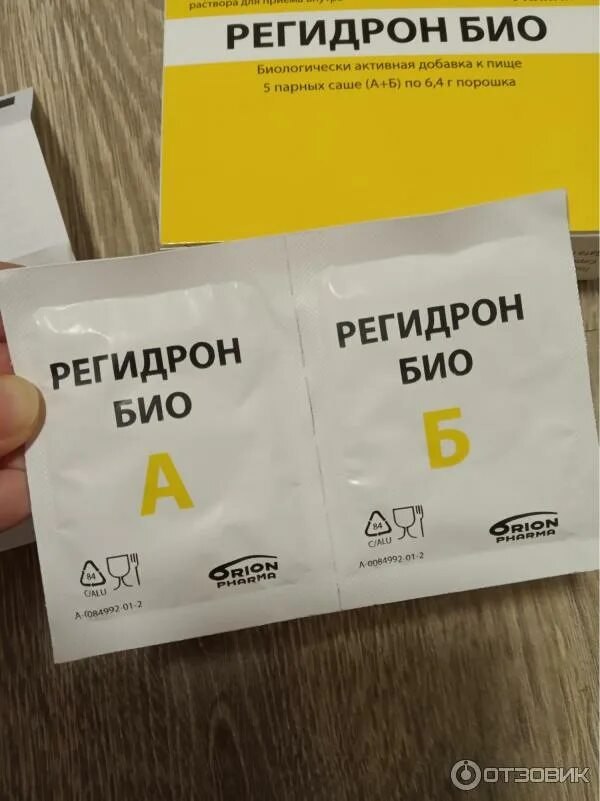 раствора для приема внутрь
РЕГИДРОН БИО
Биологически активная добавка к пище
5 парных саше (А+Б) по 6,4 г порошка
РЕГИДРОН
БИО
А
84
C/ALU
ORION
PHARMA
A-0084992-01-2
РЕГИДРОН
БИО
Б
84
C/ALU
ORION
PHARMA
A-0084992-01-2
ОТЗОВИК